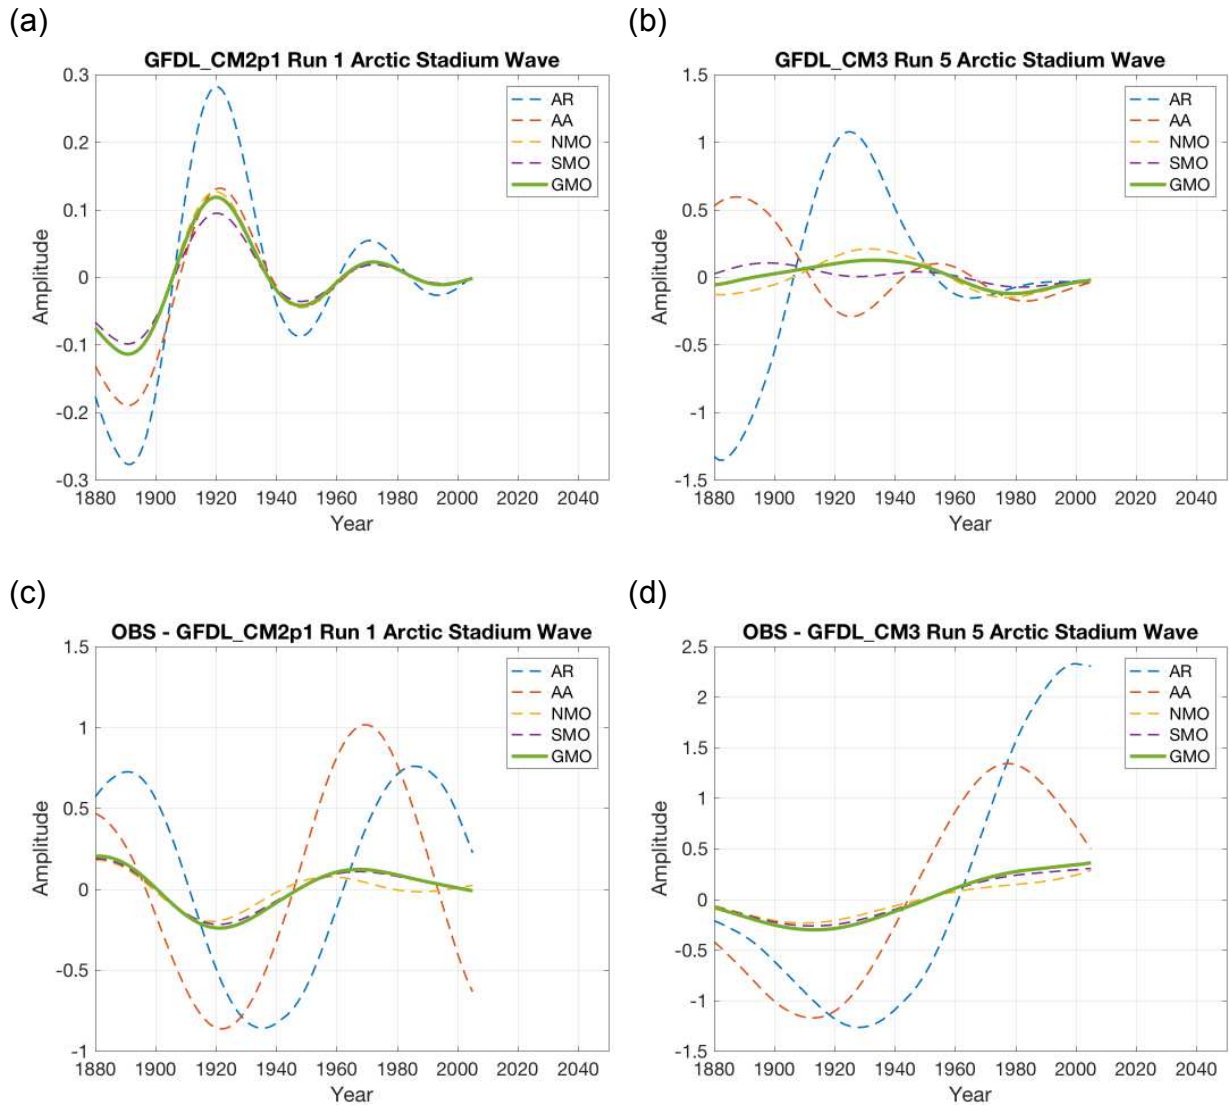 (a)
GFDL_CM2p1 Run 1 Arctic Stadium Wave
0.3
0.2
0.1
0
-0.1
-0.2
-0.3
Amplitude
AR
AA
NMO
SMO
GMO
1880 1900 1920 1940 1960 1980 2000 2020 2040
Year
(b)
GFDL_CM3 Run 5 Arctic Stadium Wave
1.5
1
0.5
0
-0.5
-1
-1.5
Amplitude
AR
AA
NMO
SMO
GMO
1880 1900 1920 1940 1960 1980 2000 2020 2040
Year
(c)
OBS - GFDL_CM2p1 Run 1 Arctic Stadium Wave
1.5
1
0.5
0
-0.5
-1
Amplitude
AR
AA
NMO
SMO
GMO
1880 1900 1920 1940 1960 1980 2000 2020 2040
Year
(d)
OBS - GFDL_CM3 Run 5 Arctic Stadium Wave
2.5
2
1.5
1
0.5
0
-0.5
-1
-1.5
Amplitude
AR
AA
NMO
SMO
GMO
1880 1900 1920 1940 1960 1980 2000 2020 2040
Year